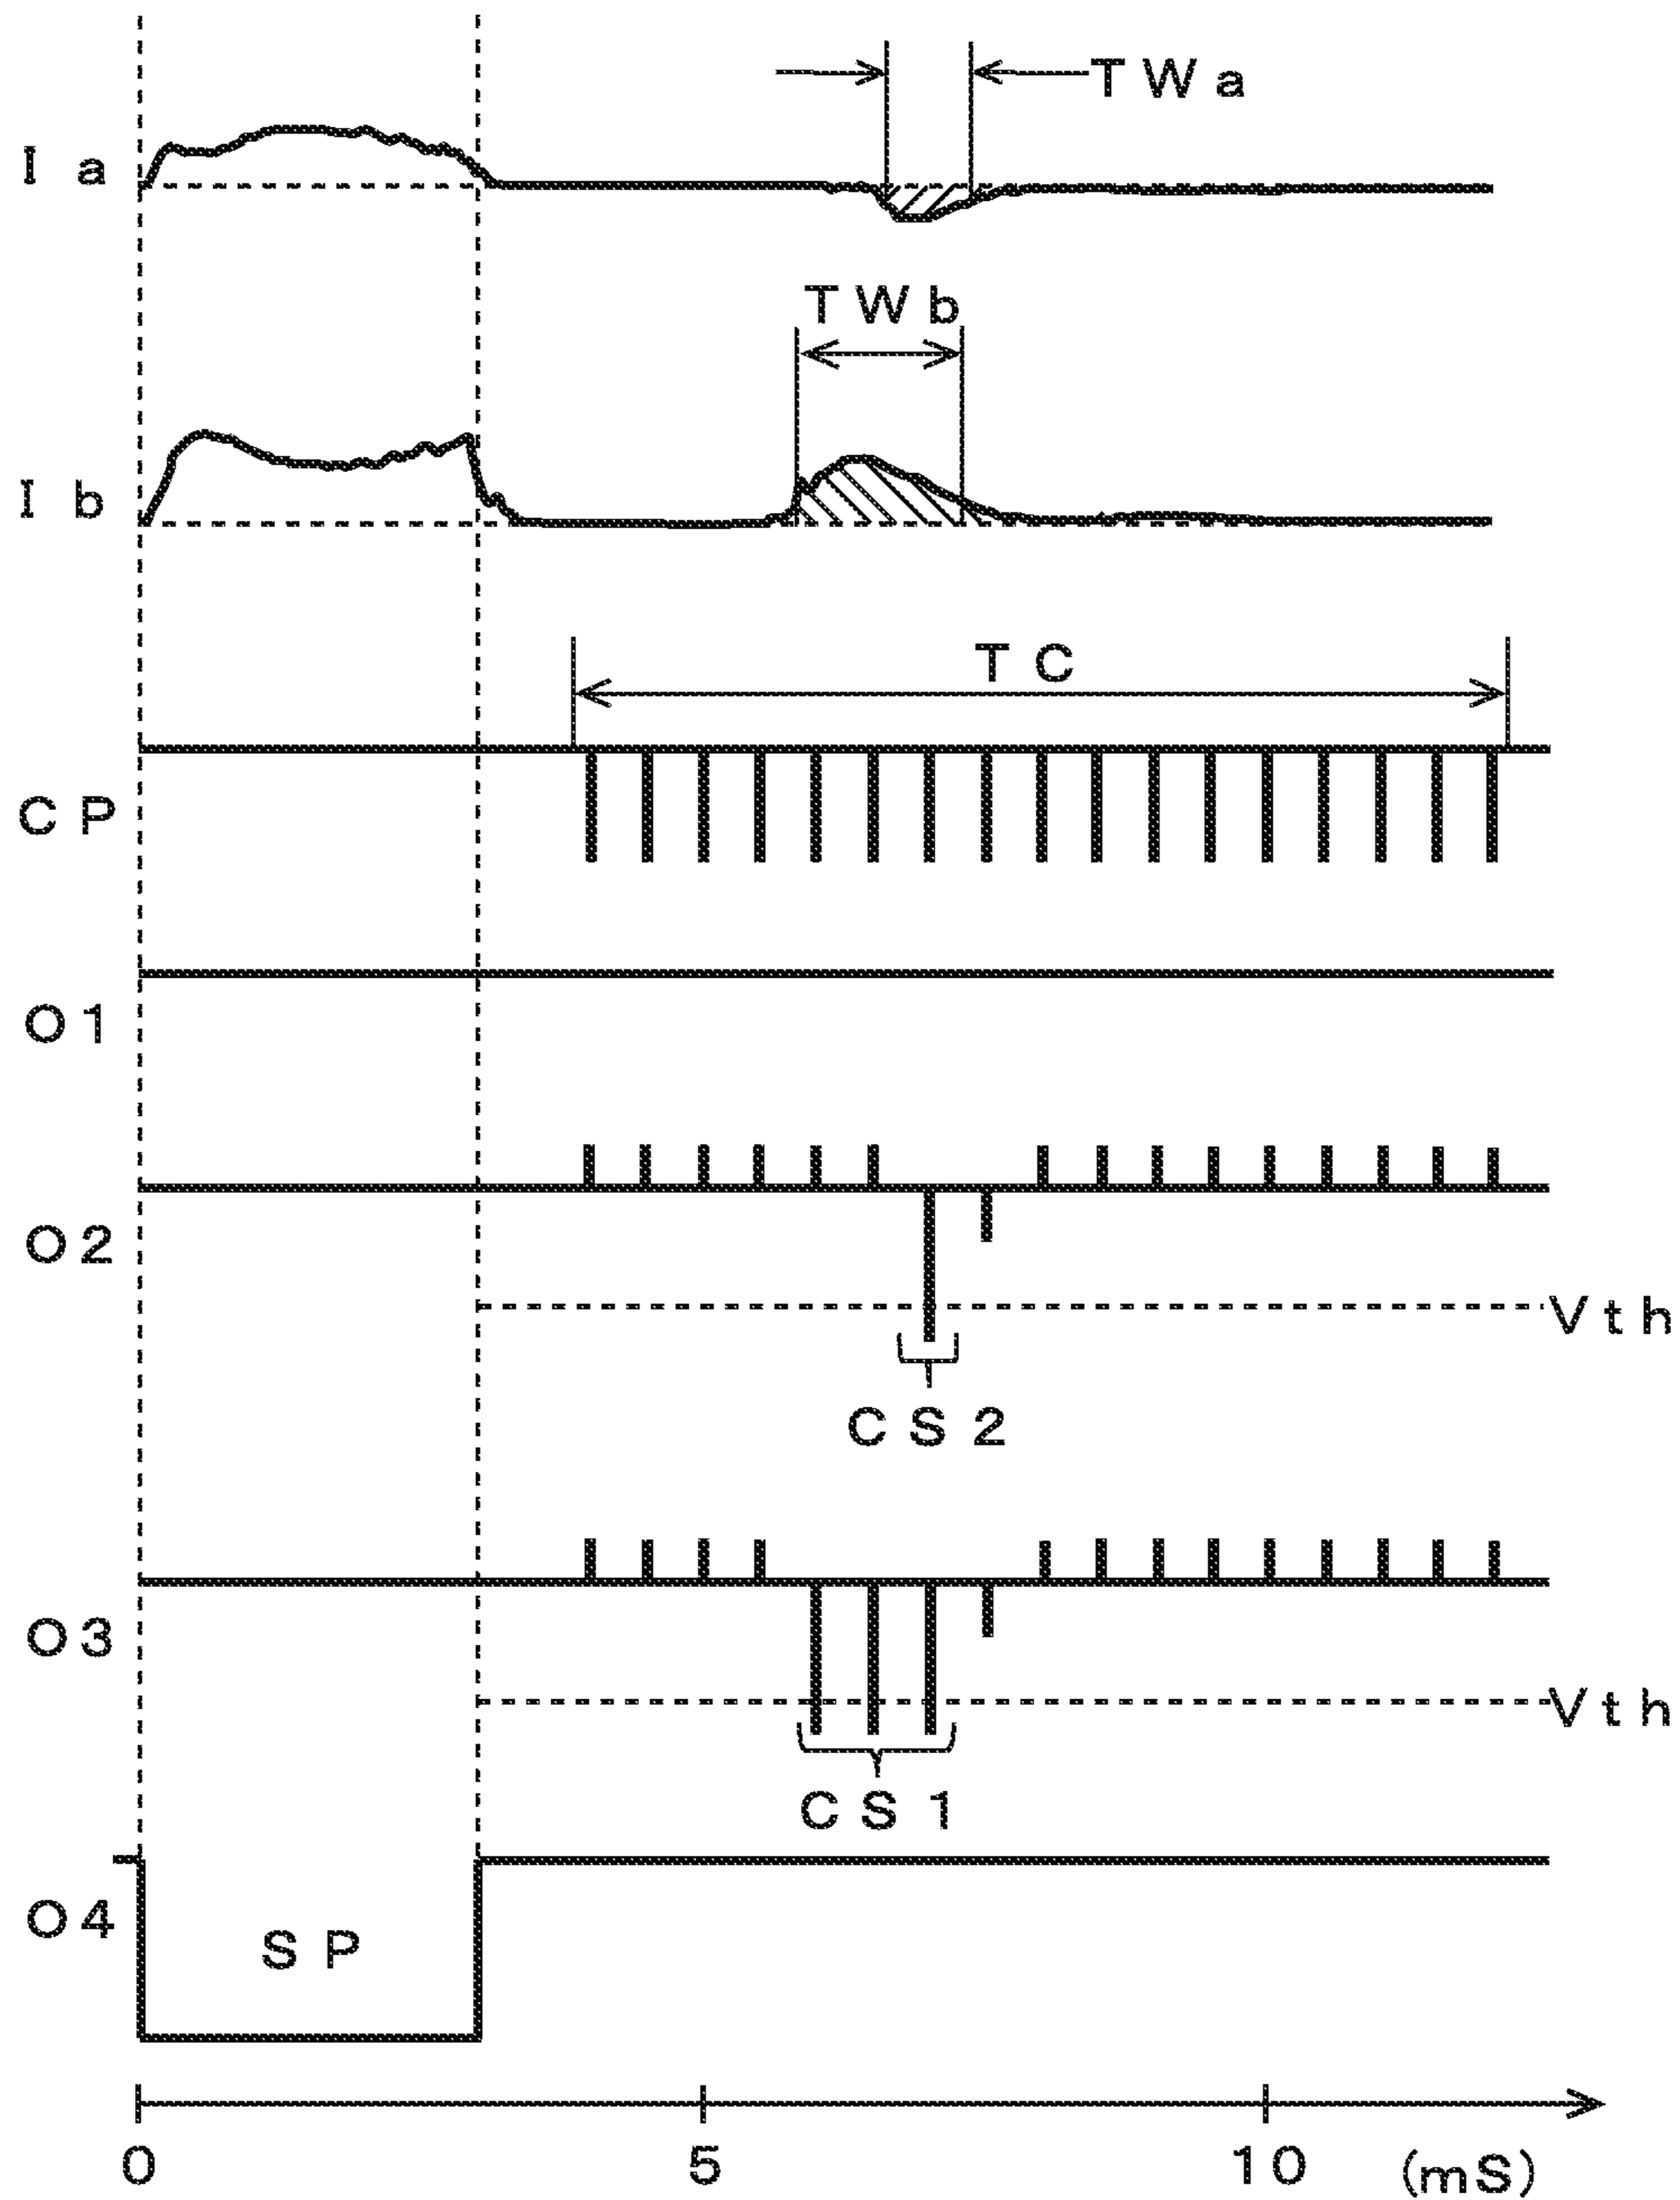 TWa
Ia
TWb
Ib
TC
CP
O1
O2
Vth
CS2
O3
Vth
CS1
O4
SP
0 5 10 (mS)